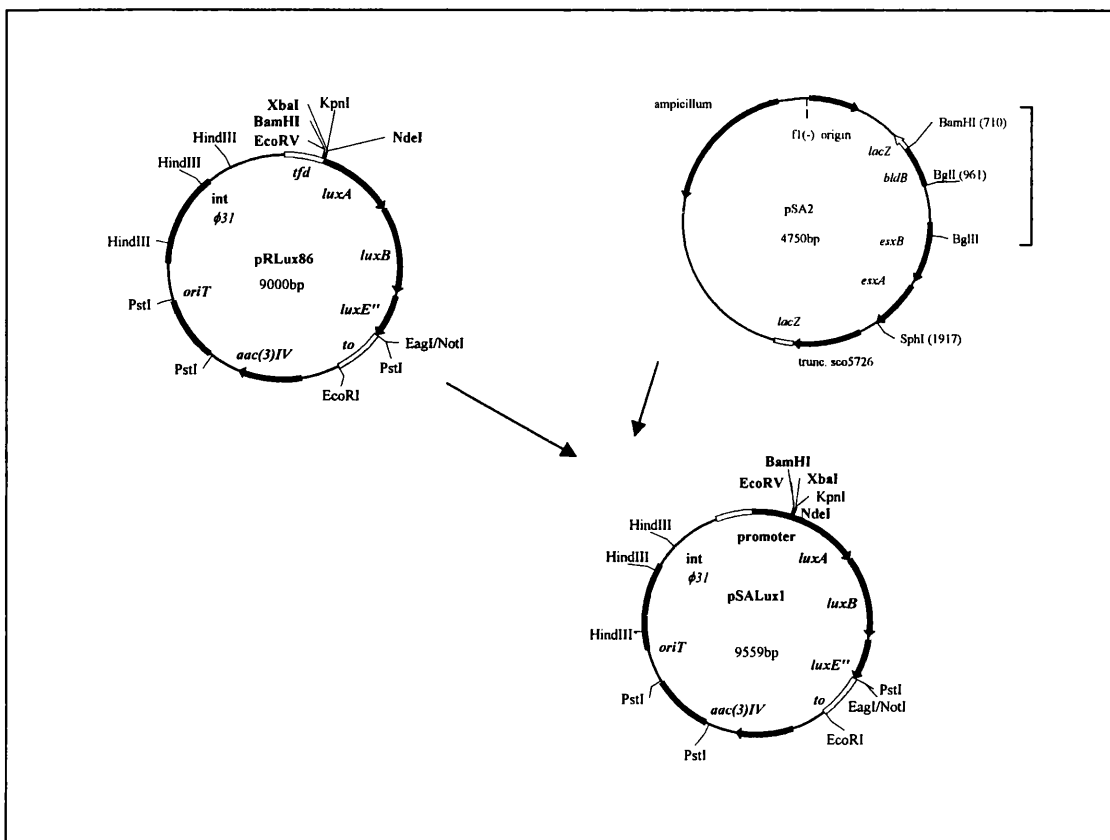 XbaI
KpnI
BamHI
EcoRV
NdeI
HindIII
HindIII
tfd
luxA
int
ϕ31
HindIII
pRLux86
9000bp
luxB
oriT
PstI
luxE"
to
EagI/NotI
aac(3)IV
PstI
PstI
EcoRI
ampicillum
f1(-) origin
BamHI (710)
lacZ
bldB
BglI (961)
pSA2
4750bp
esxB
BglII
esxA
lacZ
SphI (1917)
trunc. sco5726
BamHI
EcoRV
XbaI
KpnI
NdeI
HindIII
promoter
HindIII
int
luxA
ϕ31
pSALux1
luxB
HindIII
oriT
9559bp
luxE"
PstI
PstI
to
EagI/NotI
aac(3)IV
EcoRI
PstI